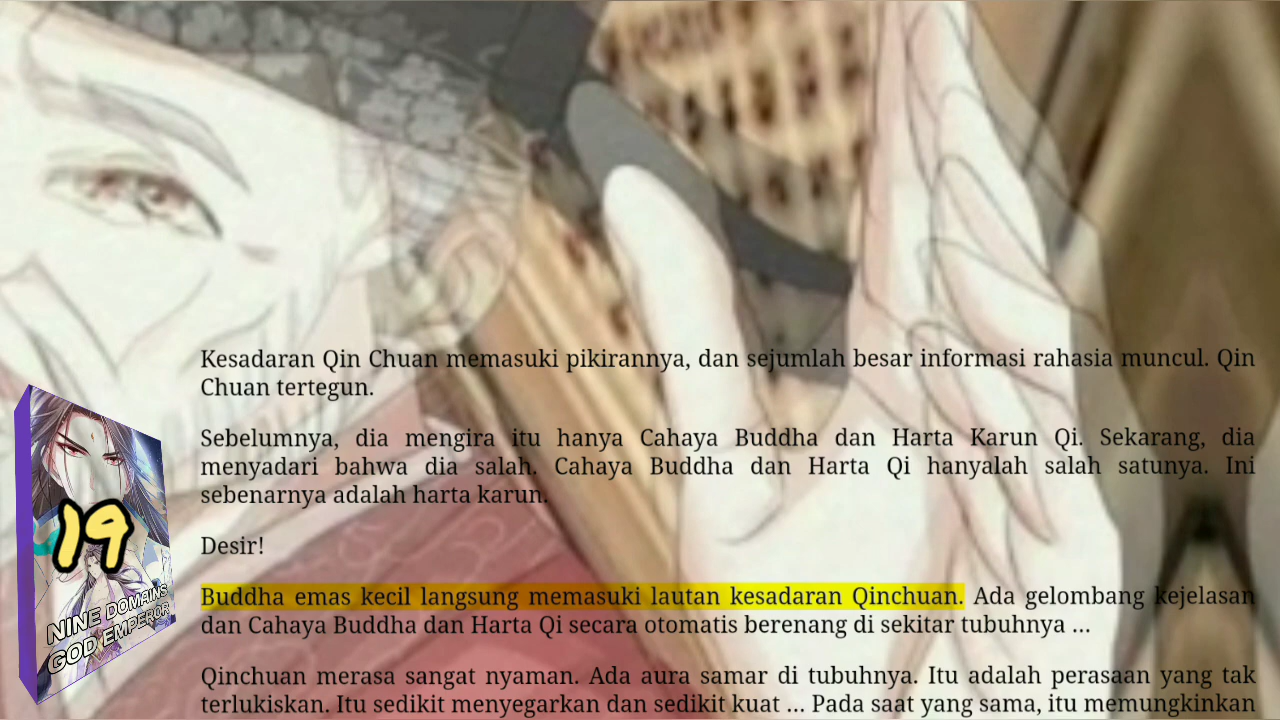 Kesadaran Qin Chuan memasuki pikirannya, dan sejumlah besar informasi rahasia muncul. Qin
Chuan tertegun.
Sebelumnya, dia mengira itu hanya Cahaya Buddha dan Harta Karun Qi. Sekarang, dia
menyadari bahwa dia salah. Cahaya Buddha dan Harta Qi hanyalah salah satunya. Ini
sebenarnya adalah harta karun.
Desir!
Buddha emas kecil langsung memasuki lautan kesadaran Qinchuan. Ada gelombang kejelasan
dan Cahaya Buddha dan Harta Qi secara otomatis berenang di sekitar tubuhnya ...
Qinchuan merasa sangat nyaman. Ada aura samar di tubuhnya. Itu adalah perasaan yang tak
terlukiskan. Itu sedikit menyegarkan dan sedikit kuat ... Pada saat yang sama, itu memungkinkan
19
NINE DOMAINS
GOD EMPEROR